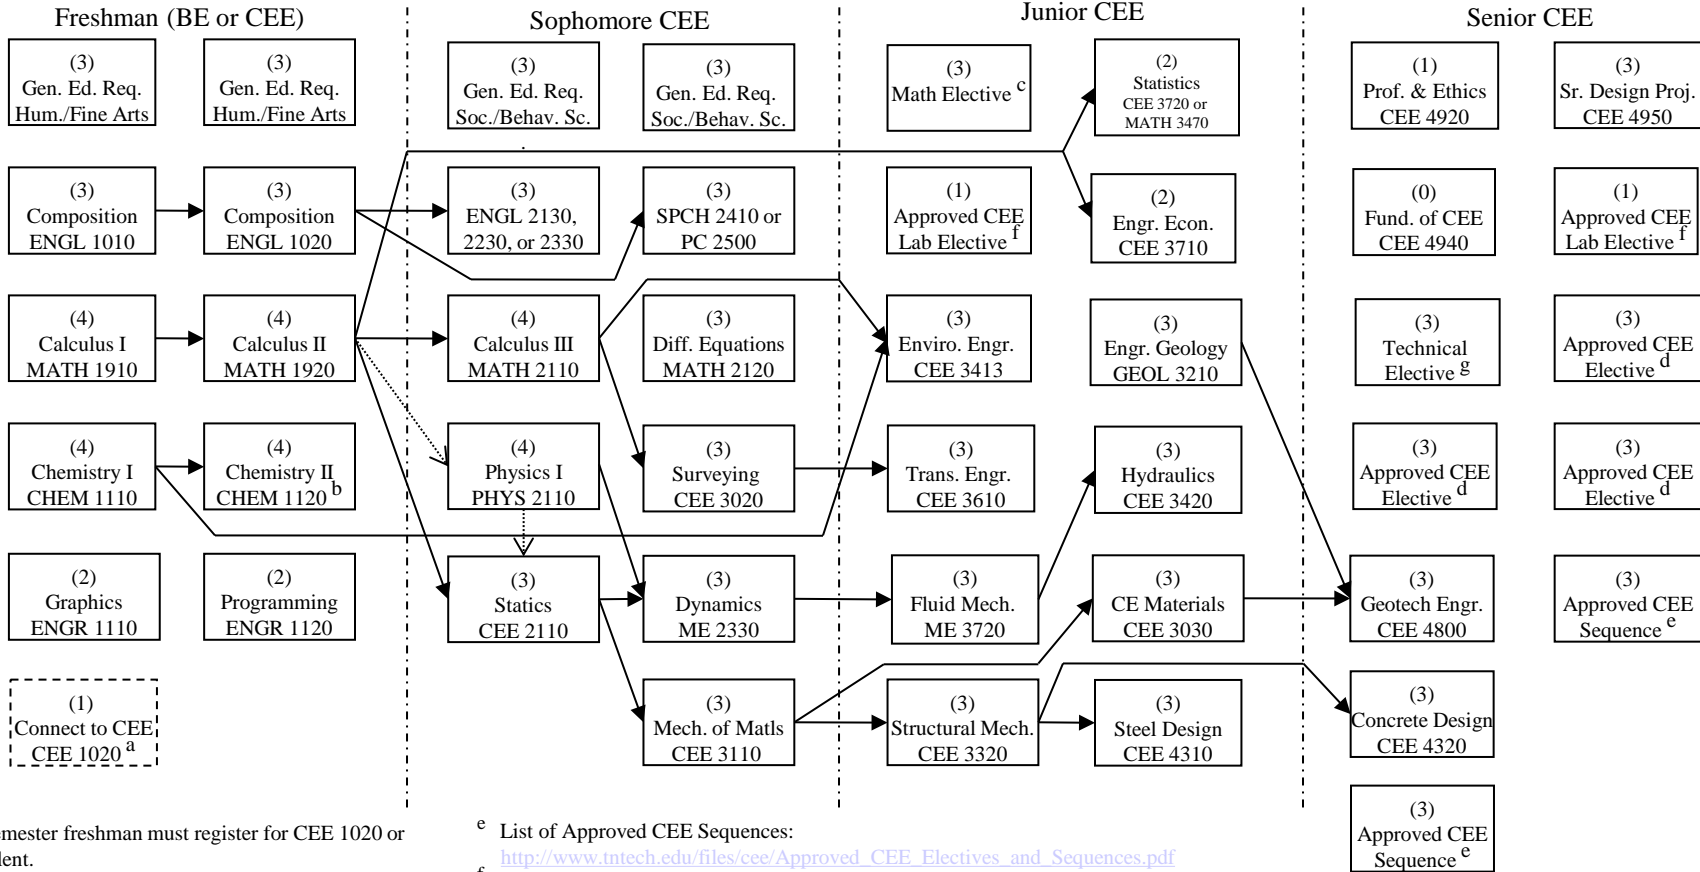 Freshman (BE or CEE)
Sophomore CEE
Junior CEE
Senior CEE
(3)
Gen. Ed. Req.
Hum./Fine Arts
(3)
Gen. Ed. Req.
Hum./Fine Arts
(3)
Gen. Ed. Req.
Soc./Behav. Sc.
(3)
Gen. Ed. Req.
Soc./Behav. Sc.
(3)
Math Elective c
(2)
Statistics
CEE 3720 or
MATH 3470
(1)
Prof. & Ethics
CEE 4920
(3)
Sr. Design Proj.
CEE 4950
(3)
Composition
ENGL 1010
(3)
Composition
ENGL 1020
(3)
ENGL 2130,
2230, or 2330
(3)
SPCH 2410 or
PC 2500
(1)
Approved CEE
Lab Elective f
(2)
Engr. Econ.
CEE 3710
(0)
Fund. of CEE
CEE 4940
(1)
Approved CEE
Lab Elective f
(4)
Calculus I
MATH 1910
(4)
Calculus II
MATH 1920
(4)
Calculus III
MATH 2110
(3)
Diff. Equations
MATH 2120
(3)
Enviro. Engr.
CEE 3413
(3)
Engr. Geology
GEOL 3210
(3)
Technical
Elective g
(3)
Approved CEE
Elective d
(4)
Chemistry I
CHEM 1110
(4)
Chemistry II
CHEM 1120 b
(4)
Physics I
PHYS 2110
(3)
Surveying
CEE 3020
(3)
Trans. Engr.
CEE 3610
(3)
Hydraulics
CEE 3420
(3)
Approved CEE
Elective d
(3)
Approved CEE
Elective d
(2)
Graphics
ENGR 1110
(2)
Programming
ENGR 1120
(3)
Statics
CEE 2110
(3)
Dynamics
ME 2330
(3)
Fluid Mech.
ME 3720
(3)
CE Materials
CEE 3030
(3)
Geotech Engr.
CEE 4800
(3)
Approved CEE
Sequence e
(1)
Connect to CEE
CEE 1020 a
(3)
Mech. of Matls
CEE 3110
(3)
Structural Mech.
CEE 3320
(3)
Steel Design
CEE 4310
(3)
Concrete Design
CEE 4320
(3)
Approved CEE
Sequence e
emester freshman must register for CEE 1020 or
lent.
e List of Approved CEE Sequences:
http://www.tntech.edu/files/cee/Approved_CEE_Electives_and_Sequences.pdf